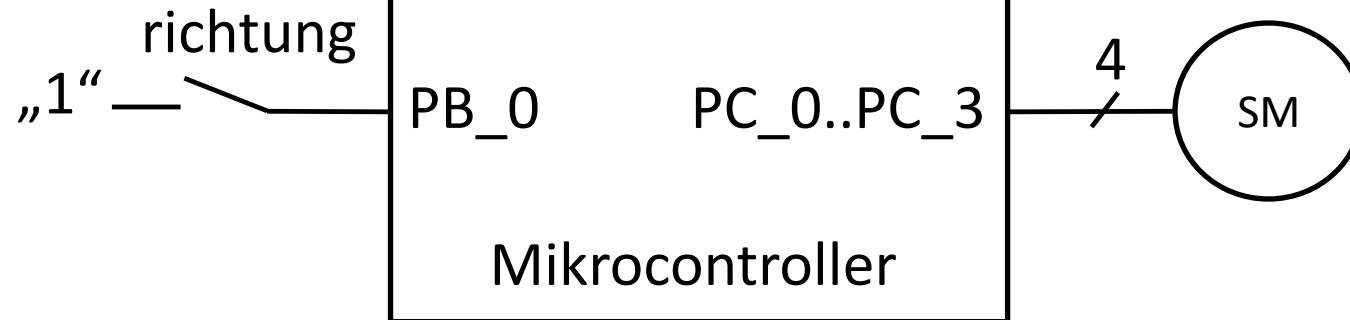 richtung
„1“
PB_0
PC_0..PC_3
4
SM
Mikrocontroller